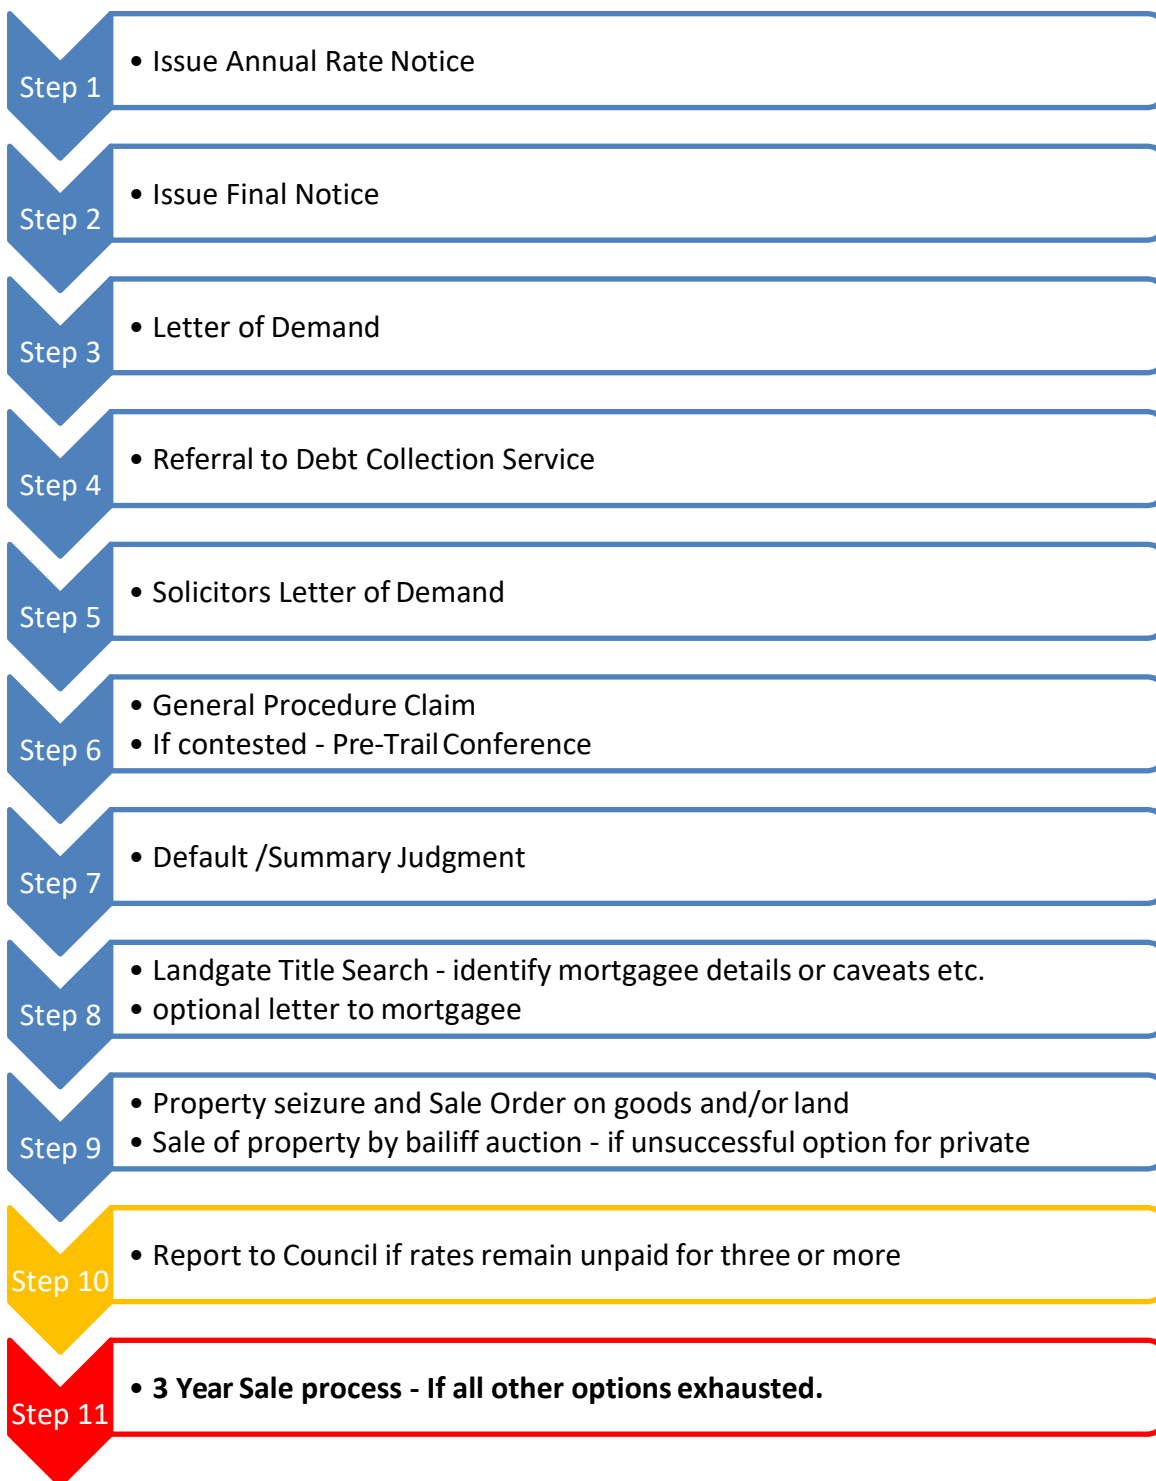 Step 1
• Issue Annual Rate Notice
Step 2
• Issue Final Notice
Step 3
• Letter of Demand
Step 4
• Referral to Debt Collection Service
Step 5
• Solicitors Letter of Demand
Step 6
• General Procedure Claim
• If contested - Pre-Trail Conference
Step 7
• Default /Summary Judgment
Step 8
• Landgate Title Search - identify mortgagee details or caveats etc.
• optional letter to mortgagee
Step 9
• Property seizure and Sale Order on goods and/or land
• Sale of property by bailiff auction - if unsuccessful option for private
Step 10
• Report to Council if rates remain unpaid for three or more
Step 11
• 3 Year Sale process - If all other options exhausted.